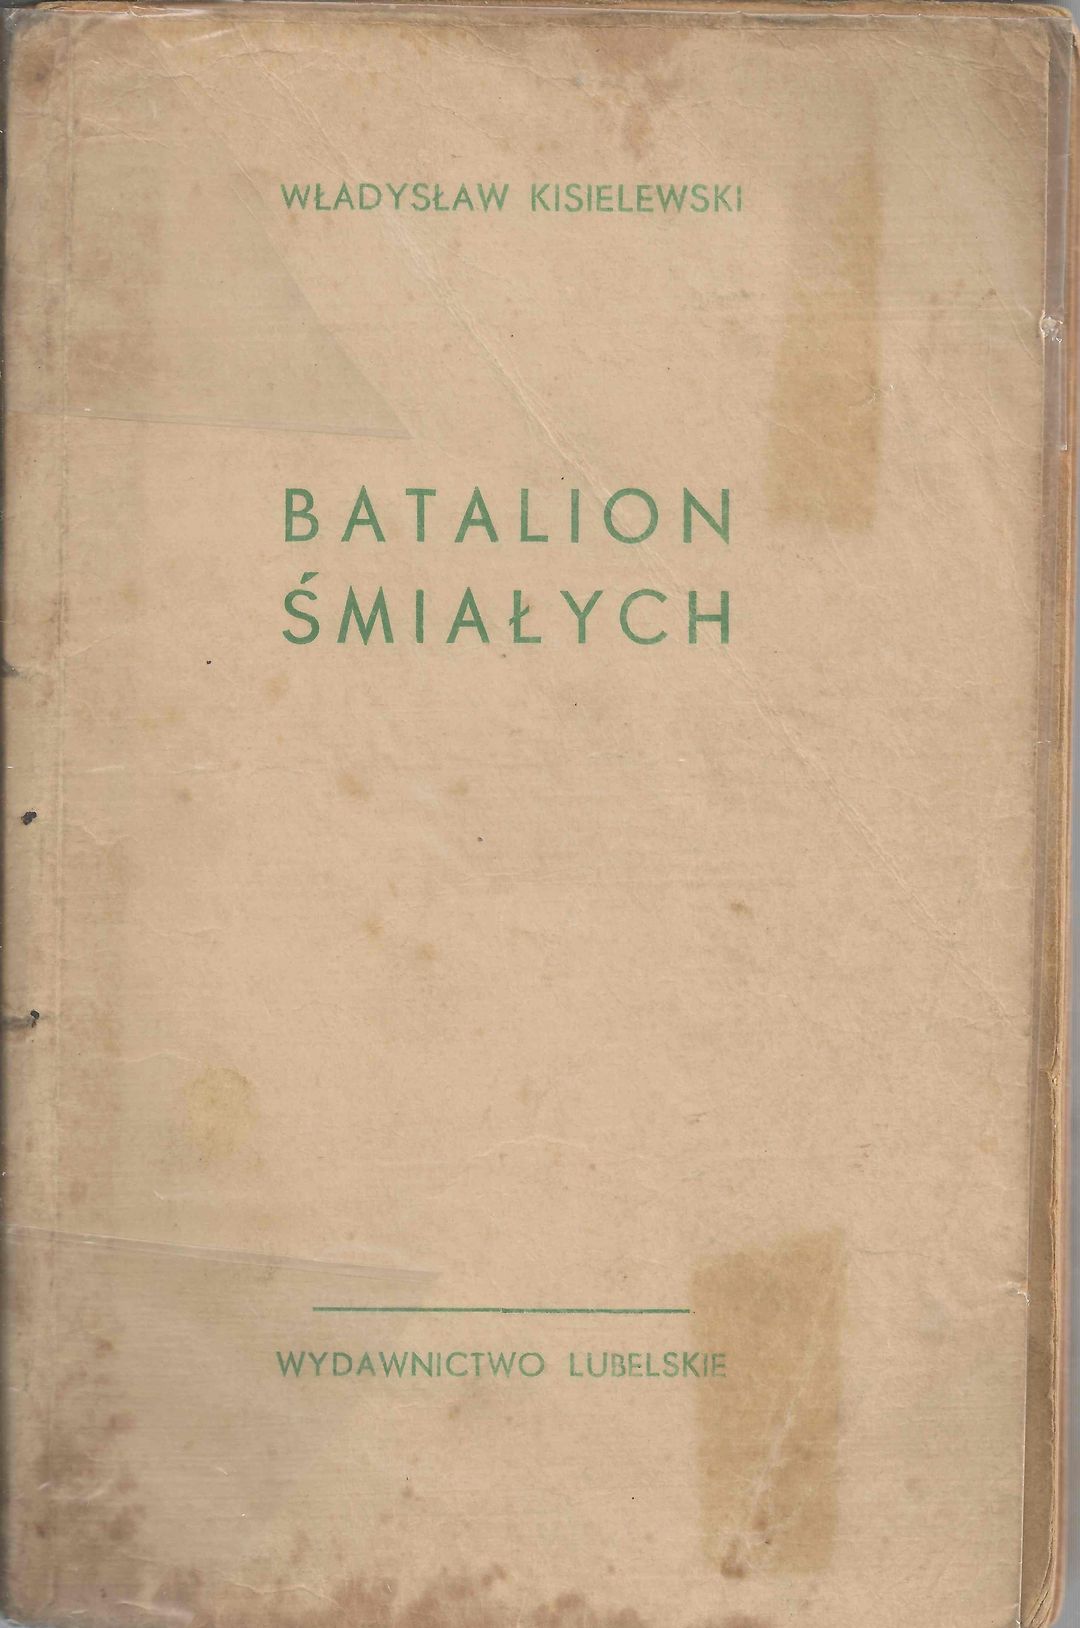 WŁADYSŁAW KISIELEWSKI
BATALION
ŚMIAŁYCH
WYDAWNICTWO LUBELSKIE